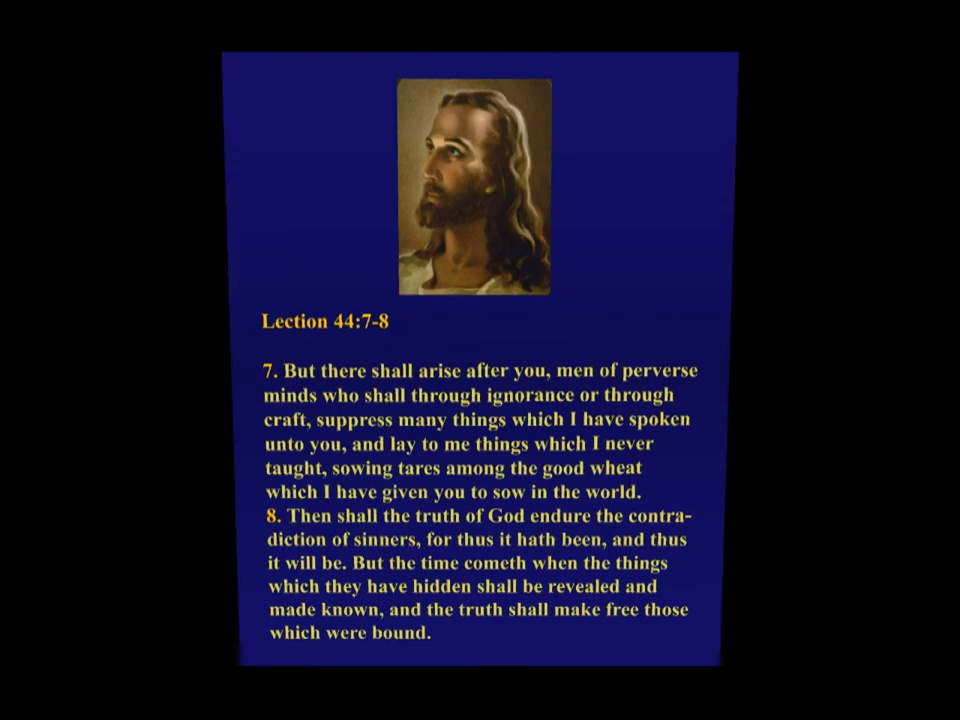 Lection 44:7-8
7. But there shall arise after you, men of perverse
minds who shall through ignorance or through
craft, suppress many things which I have spoken
unto you, and lay to me things which I never
taught, sowing tares among the good wheat
which I have given you to sow in the world.
8. Then shall the truth of God endure the contra-
diction of sinners, for thus it hath been, and thus
it will be. But the time cometh when the things
which they have hidden shall be revealed and
made known, and the truth shall make free those
which were bound.